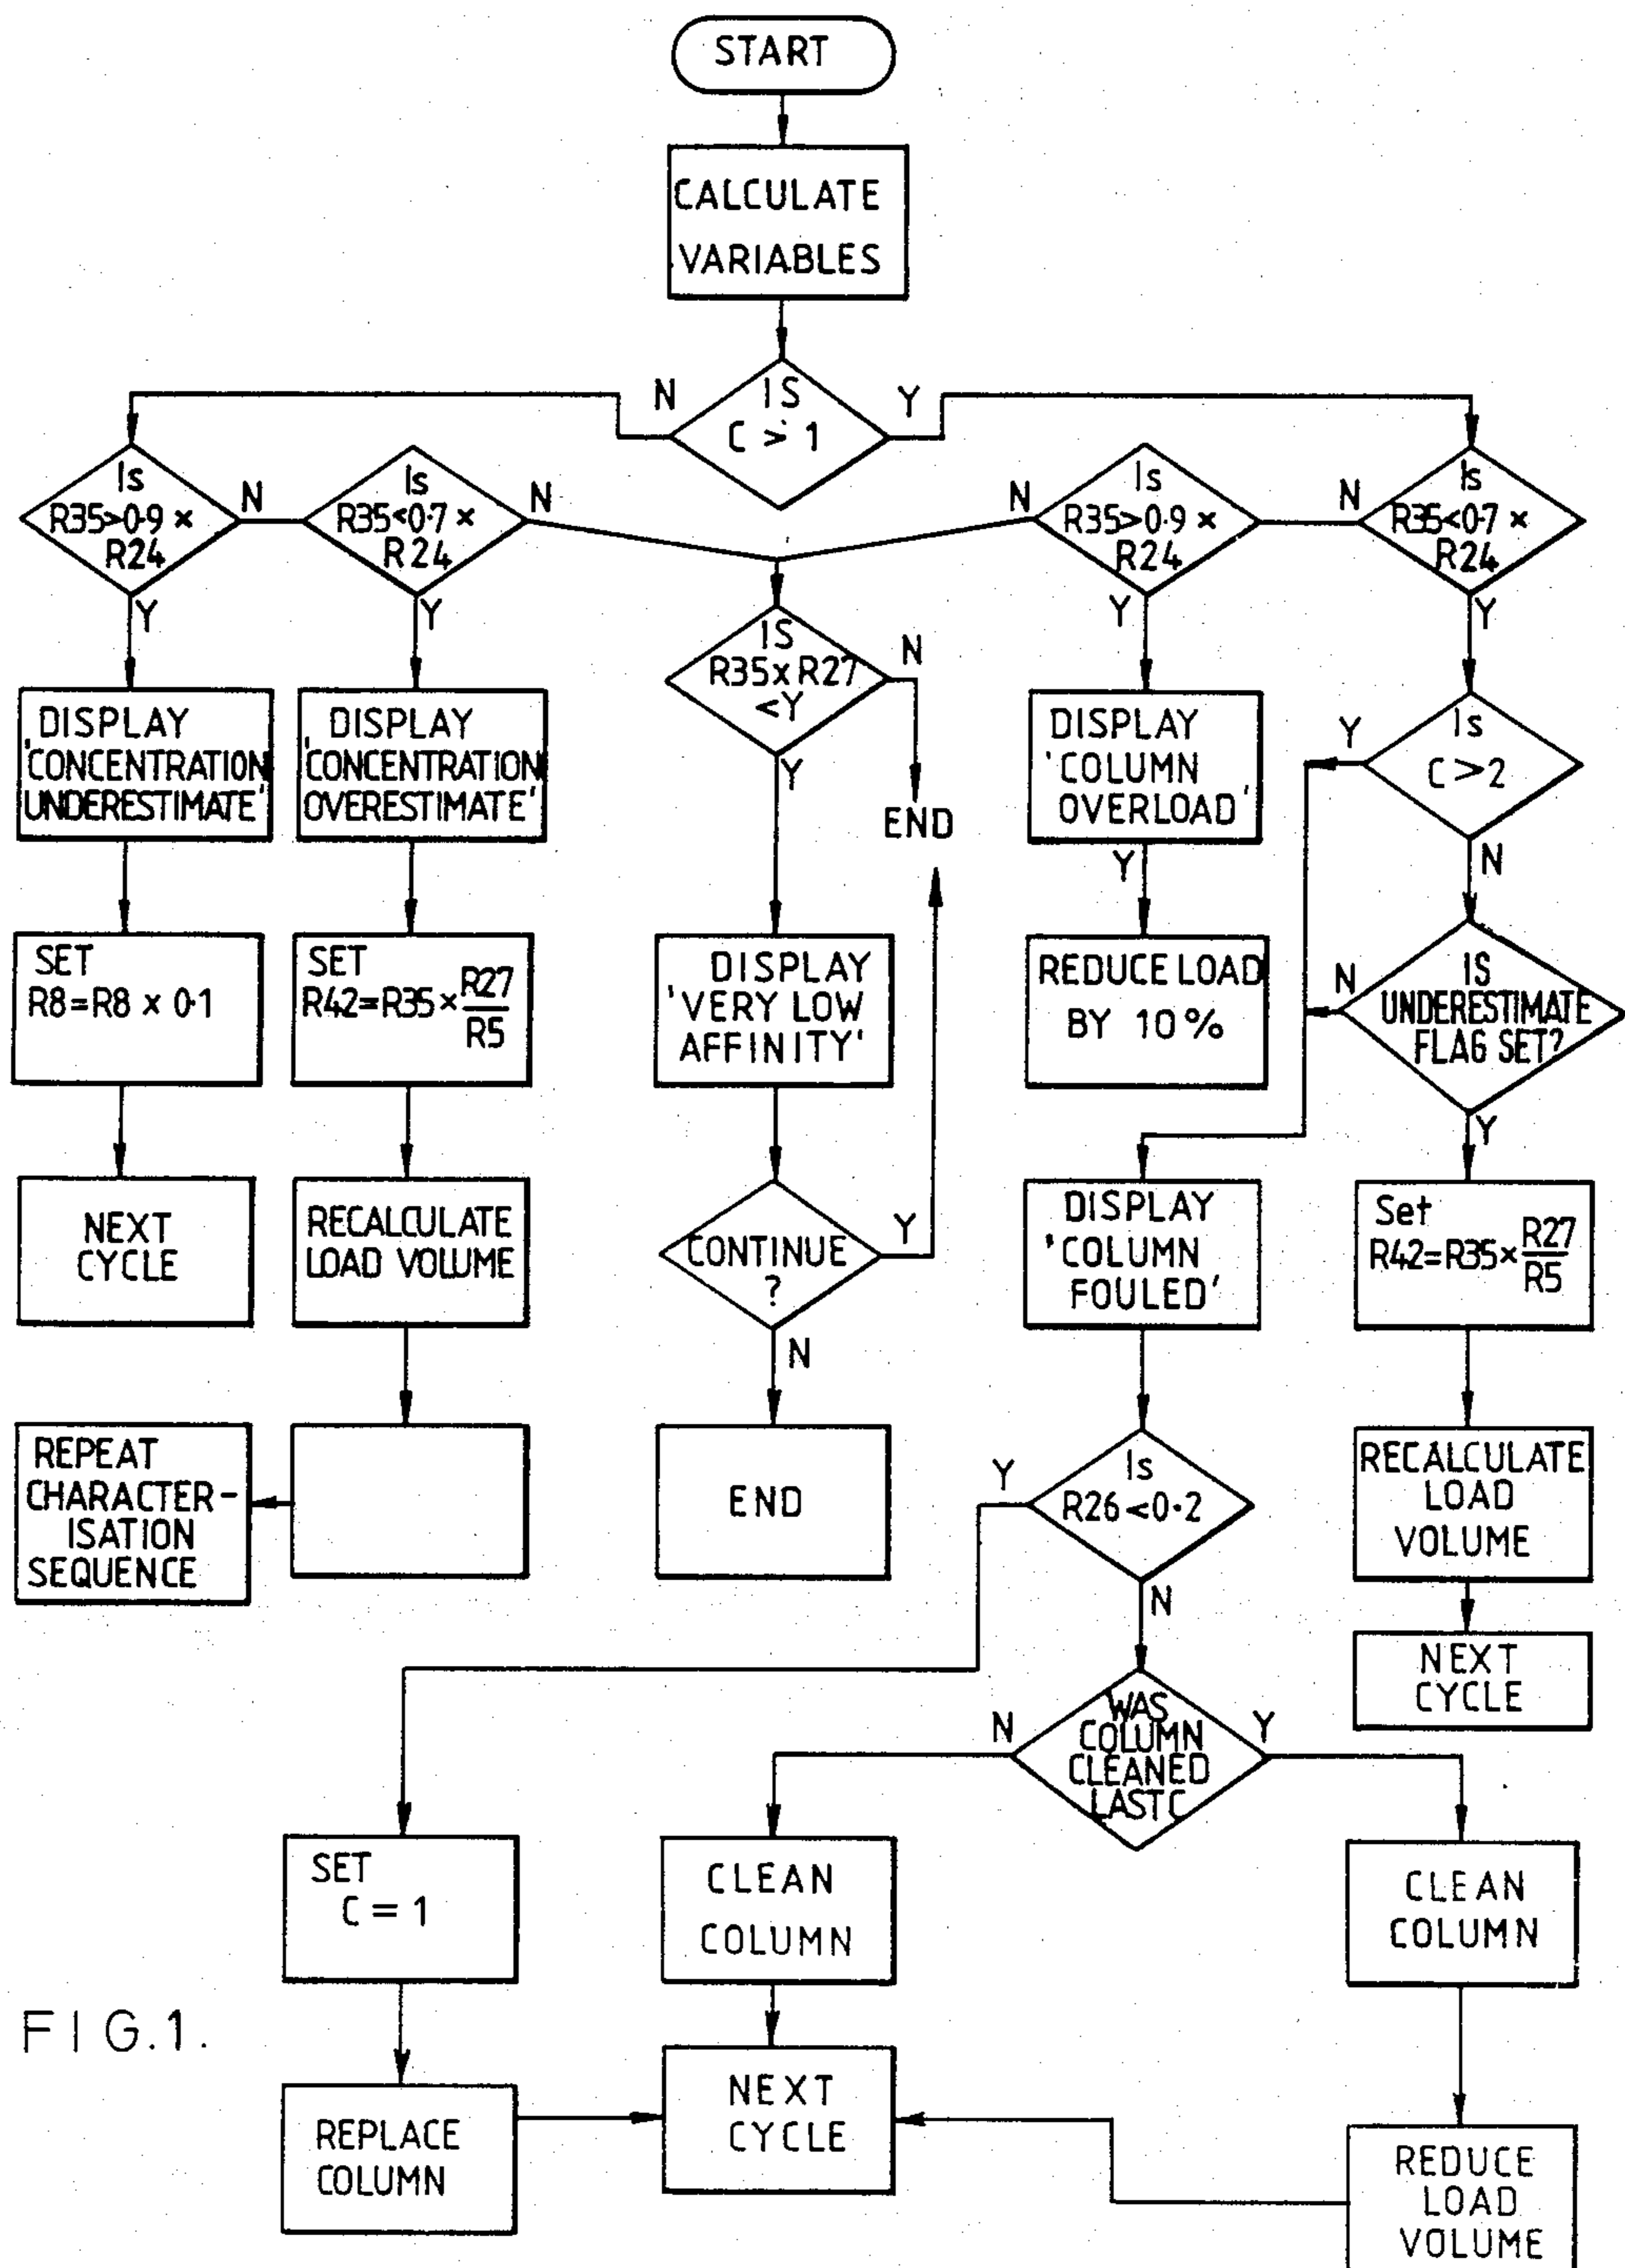 START
CALCULATE
VARIABLES
IS
C > 1
N
Y
Is
R35>0·9 ×
R24
N
Y
Is
R35<0·7 ×
R24
N
Y
Is
R35>0·9 ×
R24
N
Y
Is
R35<0·7 ×
R24
N
Y
DISPLAY
'CONCENTRATION
UNDERESTIMATE'
DISPLAY
'CONCENTRATION
OVERESTIMATE'
IS
R35x R27
<Y
N
Y
END
DISPLAY
'COLUMN
OVERLOAD'
Y
Is
C >2
Y
N
SET
R8=R8 × 0·1
SET
R42=R35×R27
R5
DISPLAY
'VERY LOW
AFFINITY'
REDUCE LOAD
BY 10%
IS
UNDERESTIMATE
FLAG SET?
N
Y
NEXT
CYCLE
RECALCULATE
LOAD VOLUME
CONTINUE
?
Y
N
DISPLAY
'COLUMN
FOULED'
Set
R42=R35×R27
R5
REPEAT
CHARACTER-
ISATION
SEQUENCE
END
Is
R26<0·2
Y
N
RECALCULATE
LOAD
VOLUME
NEXT
CYCLE
WAS
COLUMN
CLEANED
LAST C
N
Y
SET
C = 1
CLEAN
COLUMN
CLEAN
COLUMN
REPLACE
COLUMN
NEXT
CYCLE
REDUCE
LOAD
VOLUME
FIG.1.